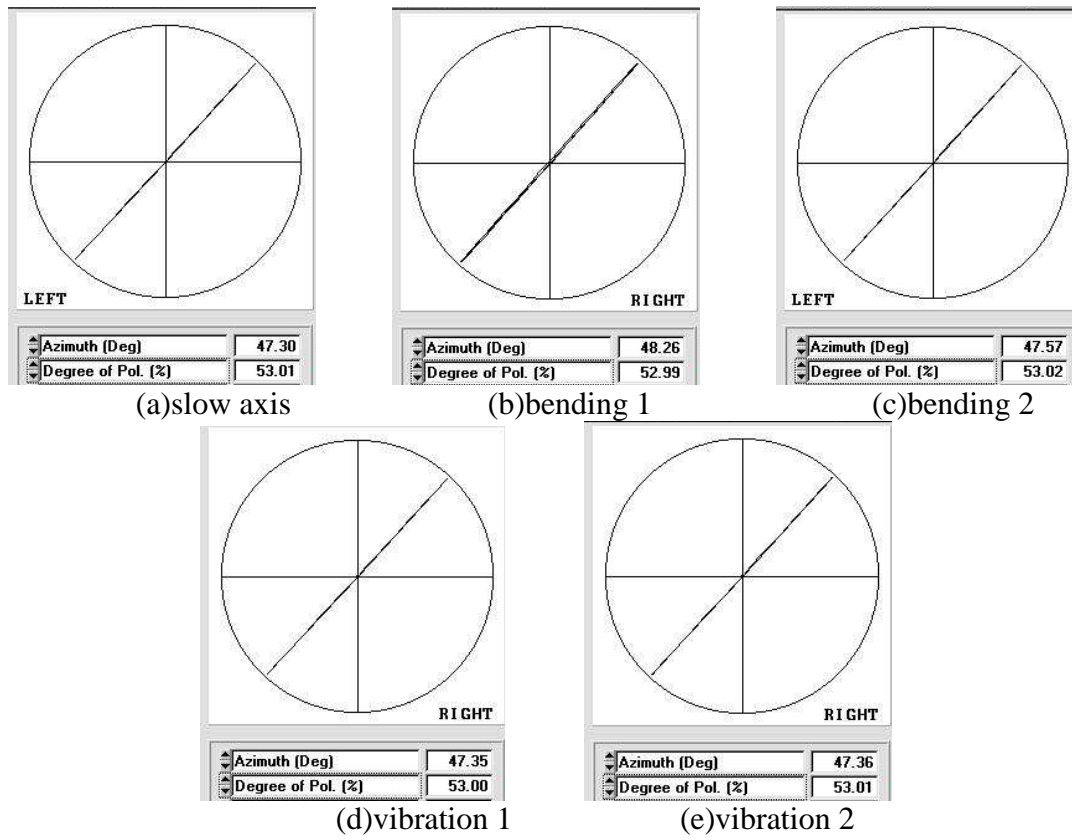 LEFT
Azimuth (Deg) 47.30
Degree of Pol. (%) 53.01
(a)slow axis
RIGHT
Azimuth (Deg) 48.26
Degree of Pol. (%) 52.99
(b)bending 1
LEFT
Azimuth (Deg) 47.57
Degree of Pol. (%) 53.02
(c)bending 2
RIGHT
Azimuth (Deg) 47.35
Degree of Pol. (%) 53.00
(d)vibration 1
RIGHT
Azimuth (Deg) 47.36
Degree of Pol. (%) 53.01
(e)vibration 2